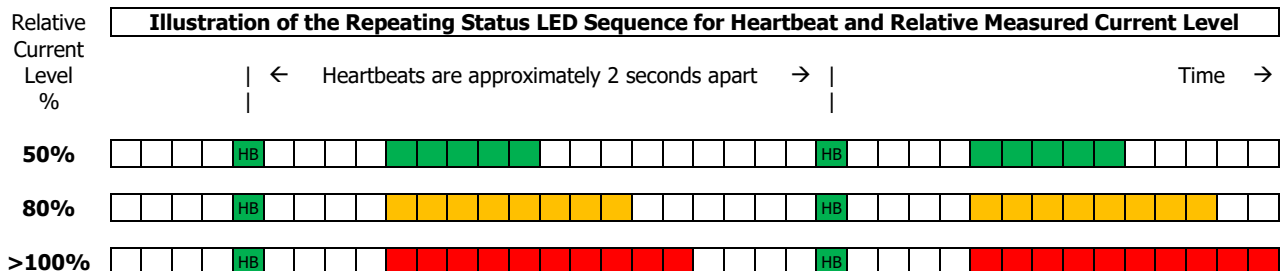 Relative
Current
Level
%
Illustration of the Repeating Status LED Sequence for Heartbeat and Relative Measured Current Level
| ← Heartbeats are approximately 2 seconds apart → | Time →
| |
50% HB HB
80% HB HB
>100% HB HB